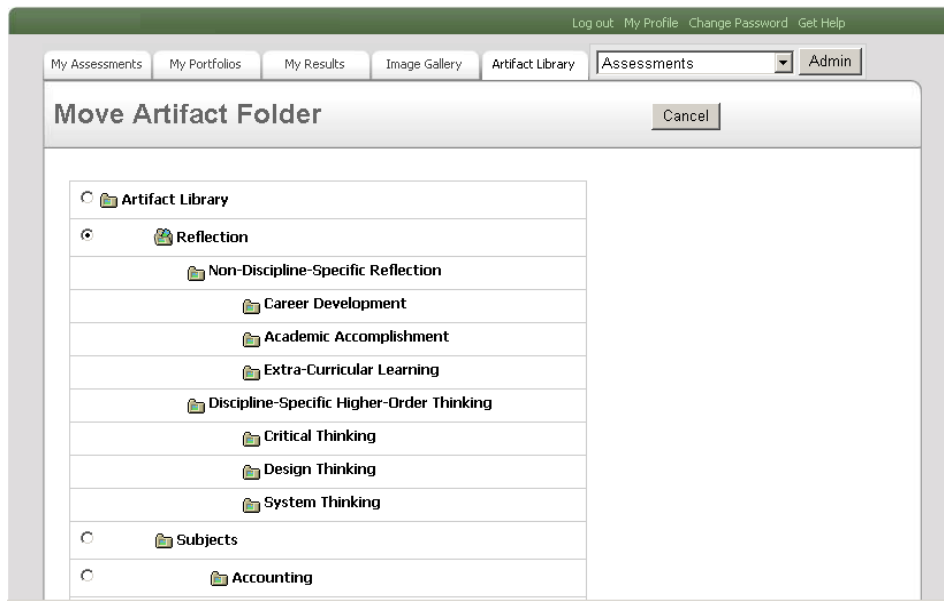 Log out My Profile Change Password Get Help
My Assessments My Portfolios My Results Image Gallery Artifact Library Assessments Admin
Move Artifact Folder Cancel
Artifact Library
Reflection
Non-Discipline-Specific Reflection
Career Development
Academic Accomplishment
Extra-Curricular Learning
Discipline-Specific Higher-Order Thinking
Critical Thinking
Design Thinking
System Thinking
Subjects
Accounting